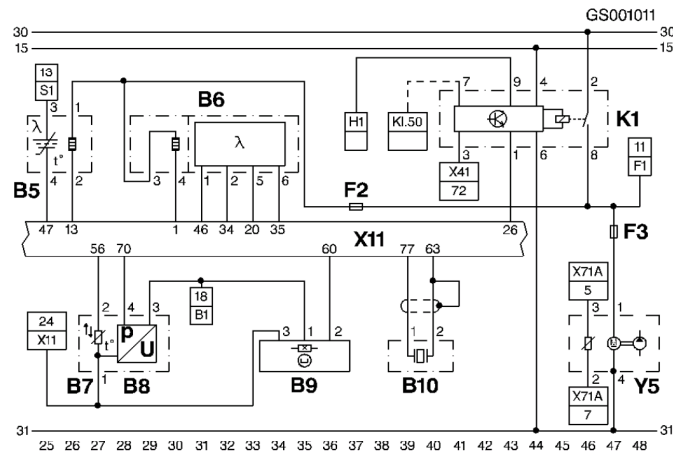 GS001011
30 30
15 15
13
S1
3 1
λ
t°
B5
4 2
B6
λ
3 4 1 2 5 6
7 9 4 2
H1
Kl.50
K1
3 1 6 8
X41
72
11
F1
F2
F3
47 13 1 46 34 20 35 X11 26
56 70 60 77 63
18
B1
24
X11
2 4 3
t°
p
U
B7 B8
1
3 1 2
B9
1 2
B10
X71A
5
3 1
Y5
2 4
X71A
7
31 31
25 26 27 28 29 30 31 32 33 34 35 36 37 38 39 40 41 42 43 44 45 46 47 48